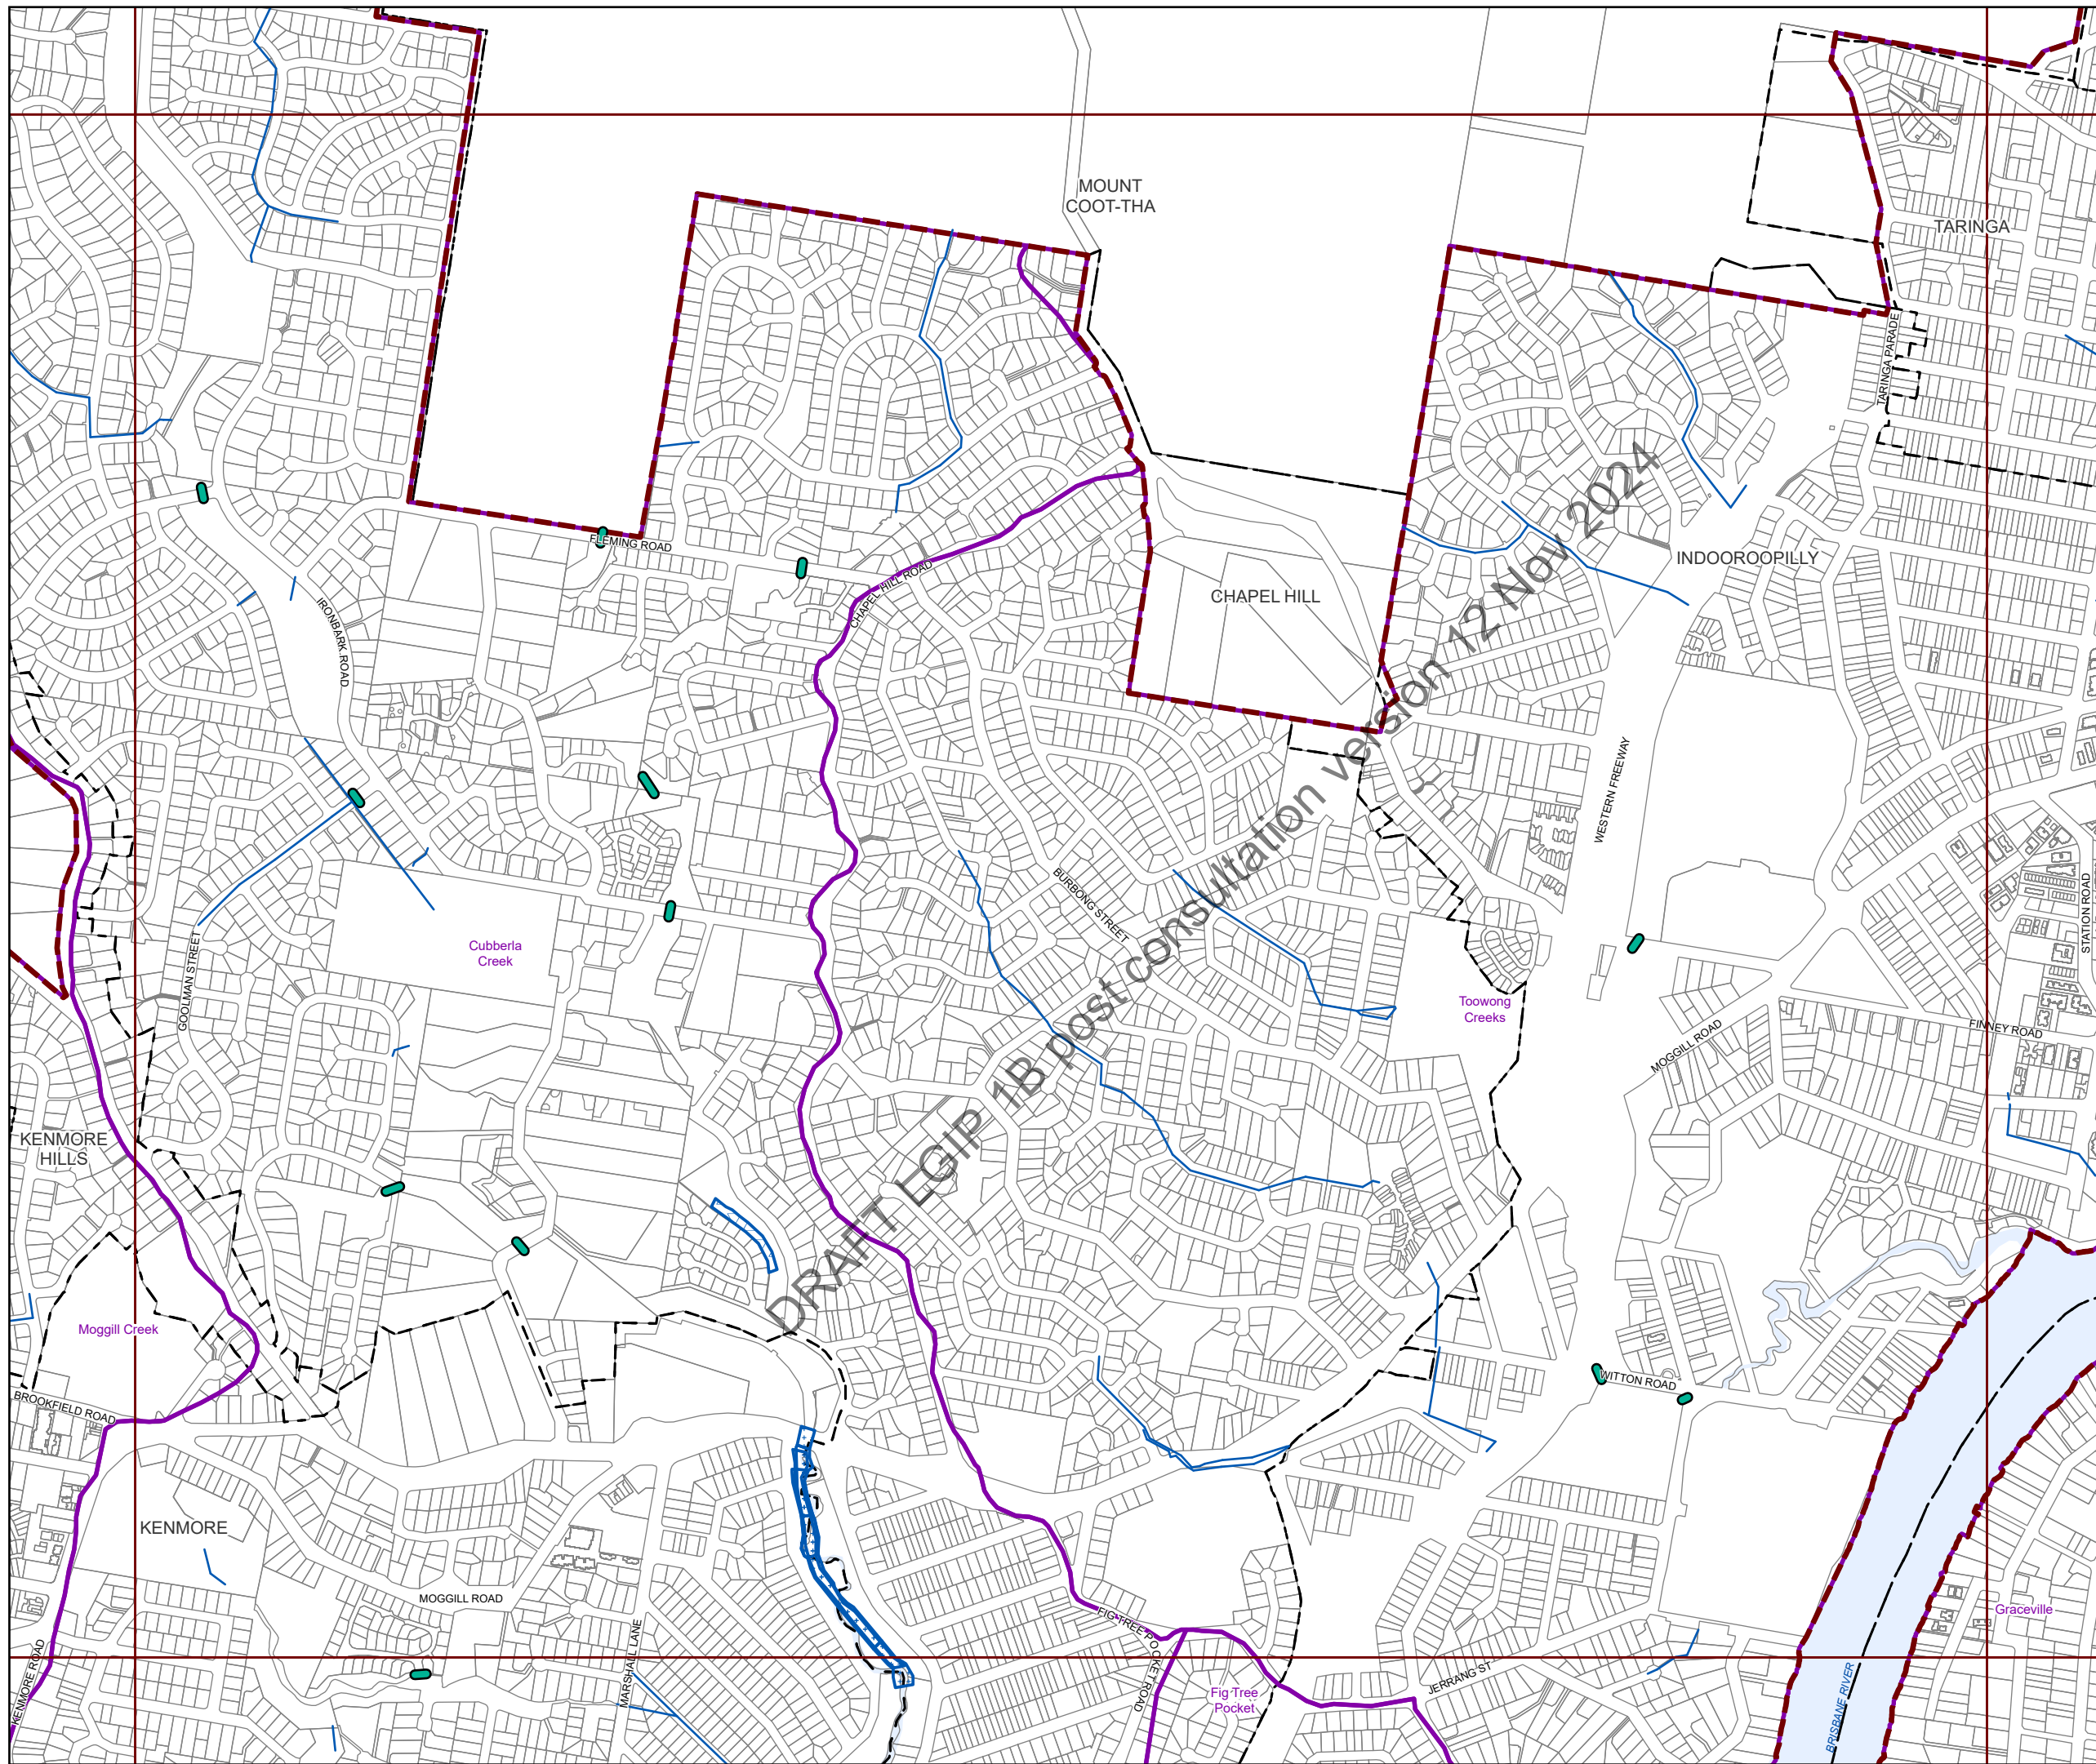 MOUNT
COOT-THA
TARINGA
TARINGA PARADE
FLEMING ROAD
CHAPEL HILL ROAD
INDOOROOPILLY
CHAPEL HILL
IRONBARK ROAD
WESTERN FREEWAY
BURBONG STREET
STATION ROAD
Cubberla
Creek
GOOLMAN STREET
Toowong
Creeks
FINNEY ROAD
MOGGILL ROAD
KENMORE
HILLS
DRAFT LGIP 1B post consultation version 12 Nov 2024
Moggill Creek
WITTON ROAD
BROOKFIELD ROAD
KENMORE
MOGGILL ROAD
FIG TREE POCKET ROAD
Graceville
MARSHALL LANE
KENMORE ROAD
JERRANG ST
Fig Tree
Pocket
BRISBANE RIVER